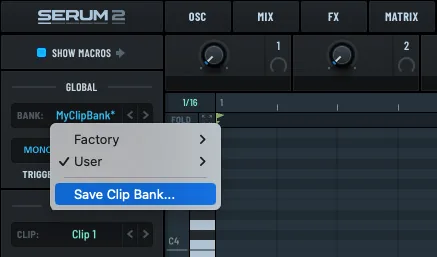 SERUM 2
OSC
MIX
FX
MATRIX
SHOW MACROS
1
2
GLOBAL
BANK: MyClipBank*
1/16
1
FOLD
MONO
Factory
✓ User
TRIGGE
Save Clip Bank...
CLIP: Clip 1
C4